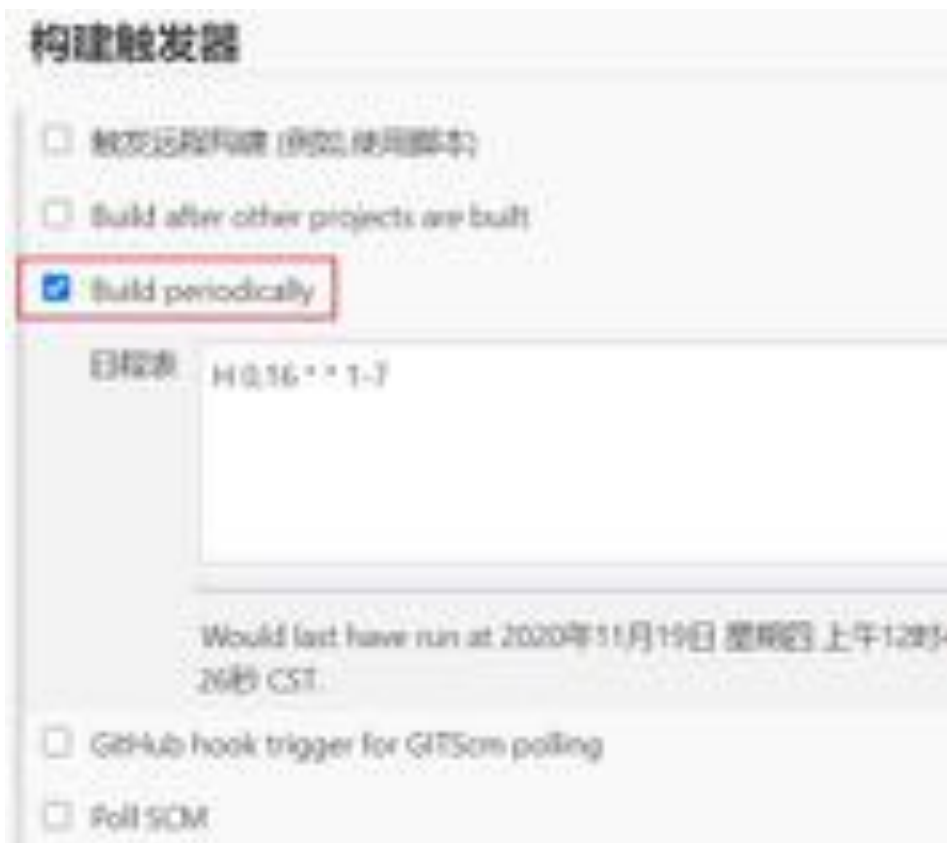 构建触发器
触发远程构建 (例如,使用脚本)
Build after other projects are built
Build periodically
日程表
H 0,16 * * 1-7
Would last have run at 2020年11月19日 星期四 上午12时
26秒 CST.
GitHub hook trigger for GITScm polling
Poll SCM